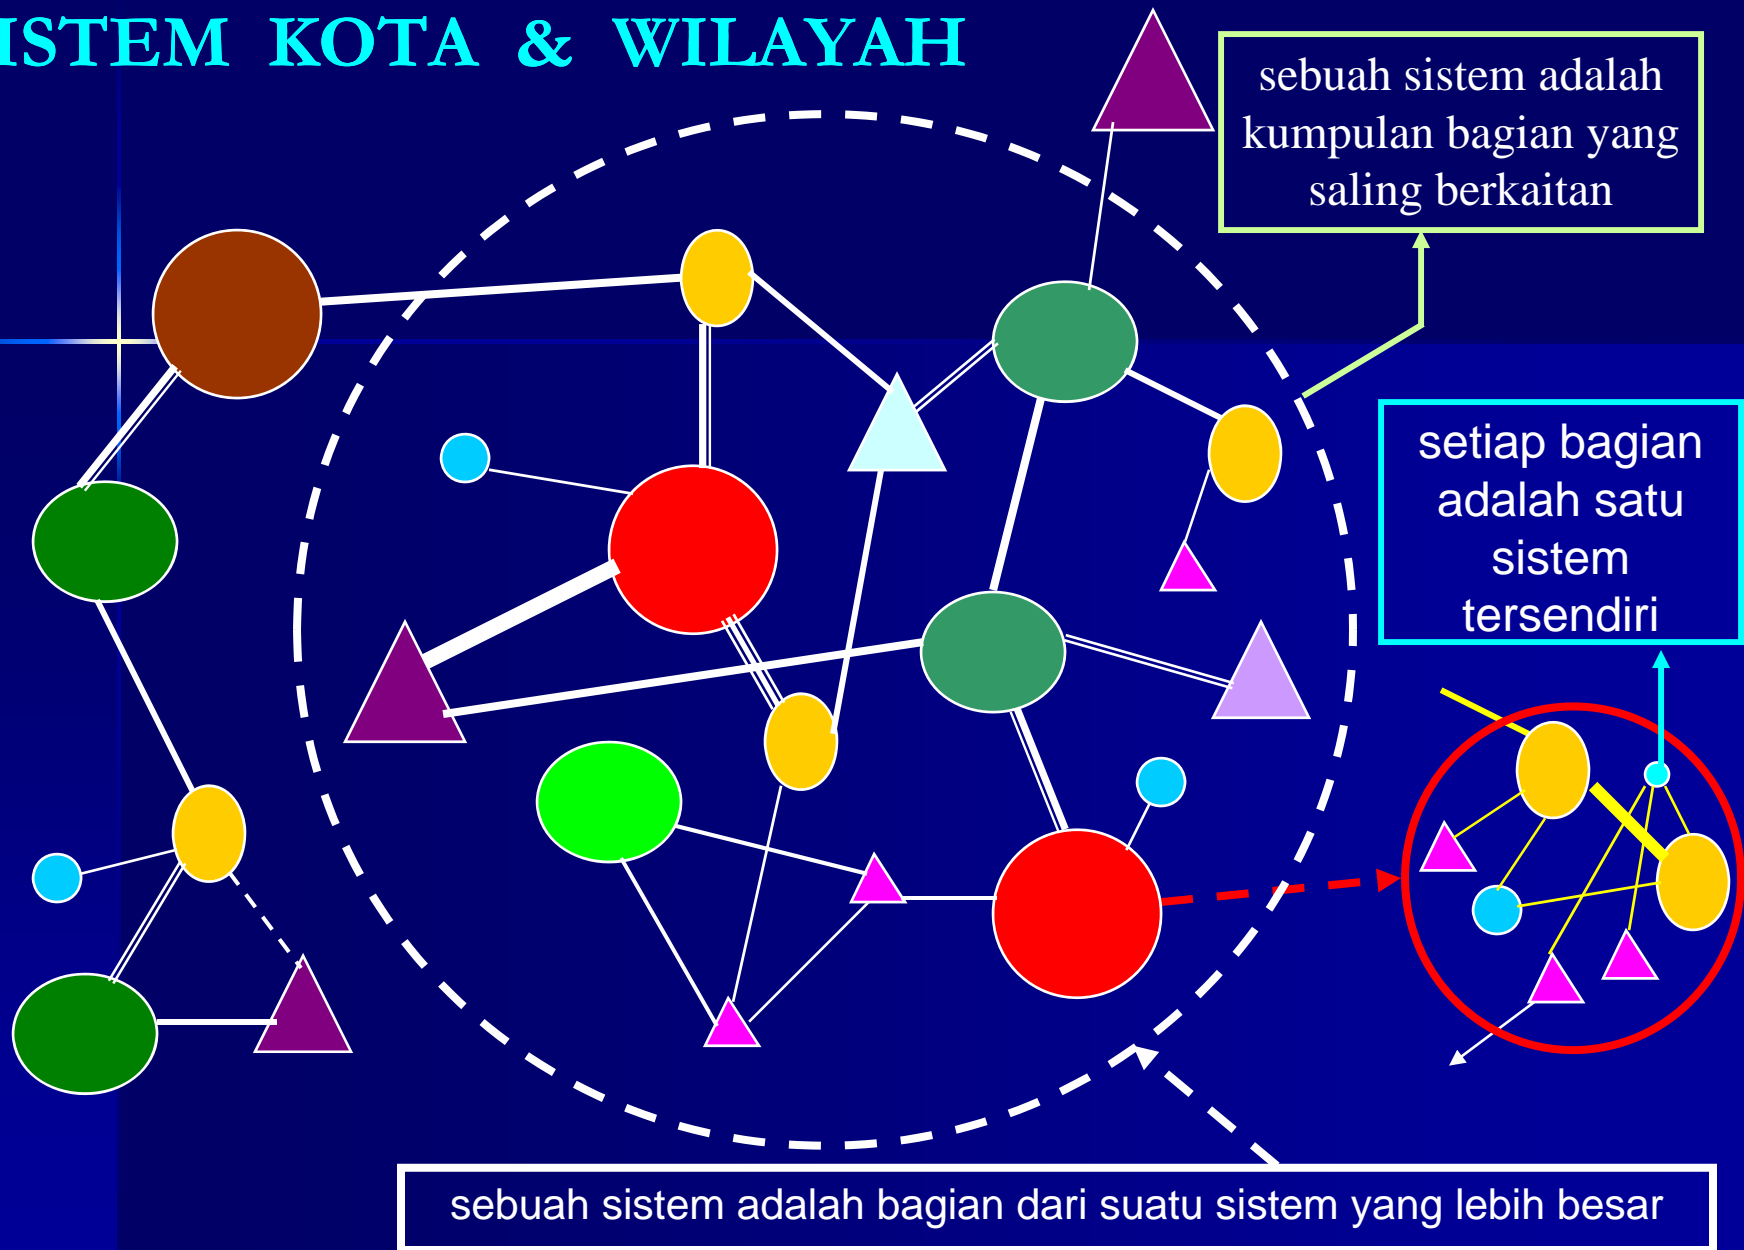 ISTEM KOTA & WILAYAH
sebuah sistem adalah
kumpulan bagian yang
saling berkaitan
setiap bagian
adalah satu
sistem
tersendiri
sebuah sistem adalah bagian dari suatu sistem yang lebih besar